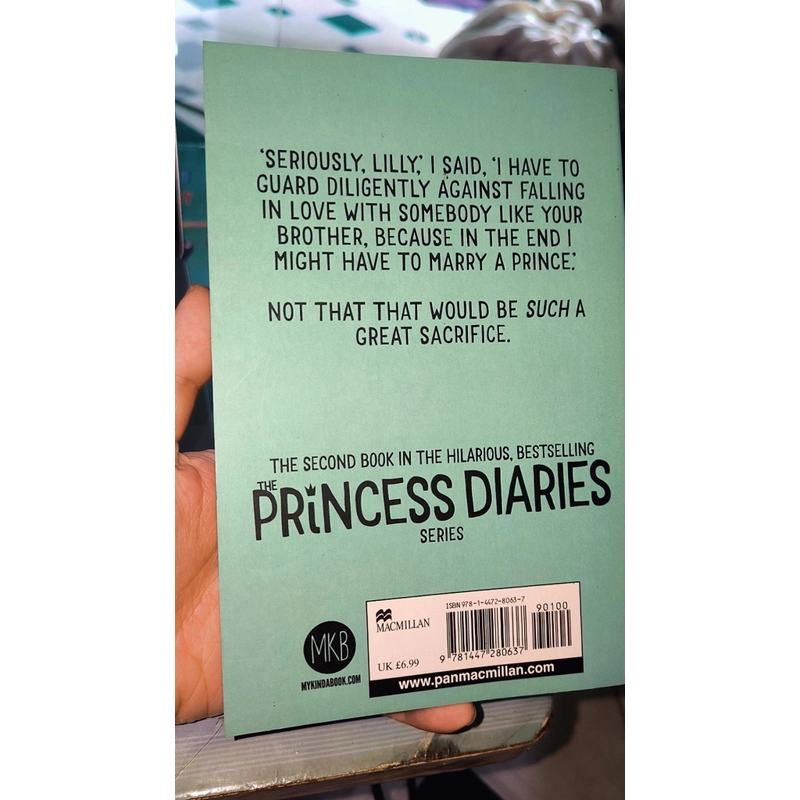 ‘SERIOUSLY, LILLY,’ I SAID, ‘I HAVE TO
GUARD DILIGENTLY AGAINST FALLING
IN LOVE WITH SOMEBODY LIKE YOUR
BROTHER, BECAUSE IN THE END I
MIGHT HAVE TO MARRY A PRINCE.’
NOT THAT THAT WOULD BE SUCH A
GREAT SACRIFICE.
THE SECOND BOOK IN THE HILARIOUS, BESTSELLING
THE
PRiNCESS DIARIES
SERIES
MKB
MYKINDABOOK.COM
MACMILLAN
UK £6.99
ISBN 978-1-4472-8063-7
90100
9 781447 280637
www.panmacmillan.com